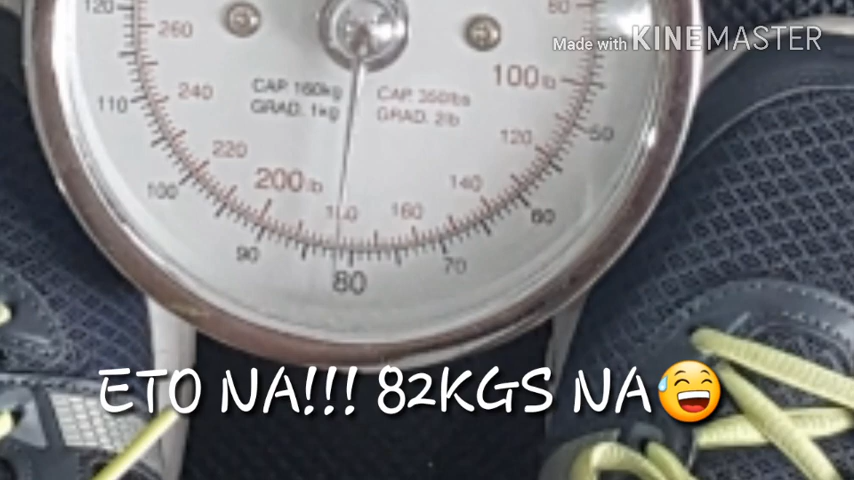 120
260
80
Made with KINEMASTER
100lb
CAP. 160kg
GRAD. 1kg
CAP. 350lbs
GRAD. 2lb
240
110
50
120
220
200lb
140
100
160
60
90
70
80
ETO NA!!! 82KGS NA😅